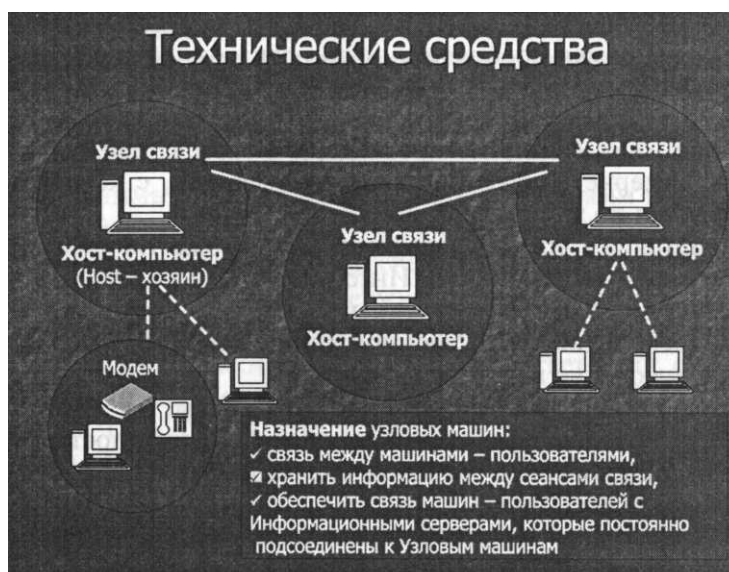 Технические средства
Узел связи
Хост-компьютер
(Host – хозяин)
Узел связи
Хост-компьютер
Узел связи
Хост-компьютер
Модем
Назначение узловых машин:
✓ связь между машинами – пользователями,
☑ хранить информацию между сеансами связи,
✓ обеспечить связь машин – пользователей с
Информационными серверами, которые постоянно
подсоединены к Узловым машинам